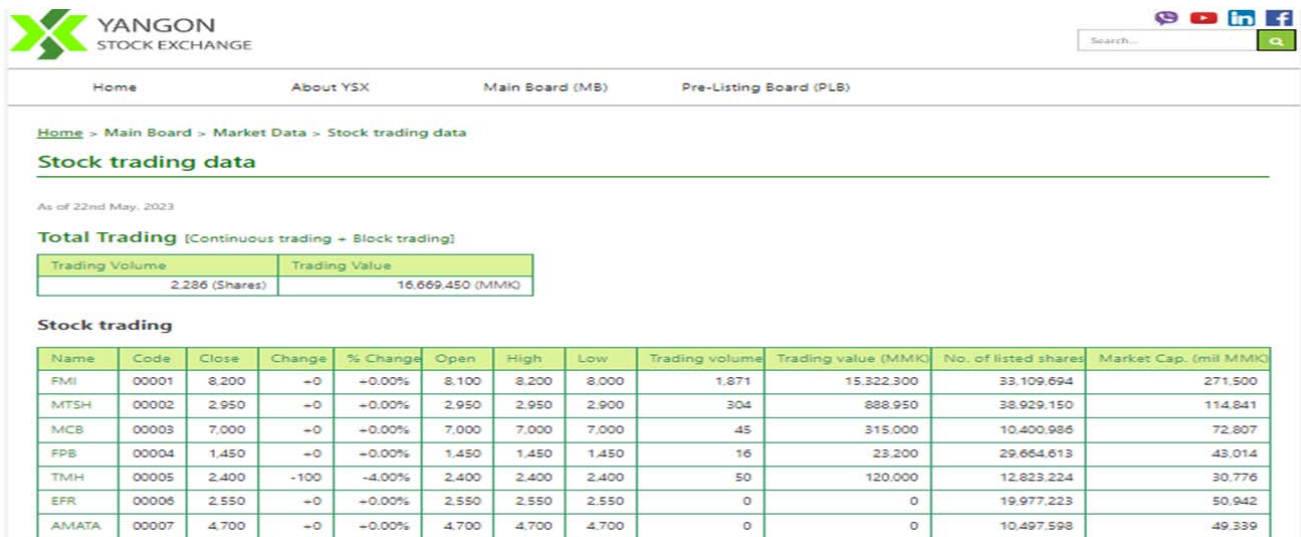 YANGON
STOCK EXCHANGE
Search...
Home About YSX Main Board (MB) Pre-Listing Board (PLB)
Home > Main Board > Market Data > Stock trading data
Stock trading data
As of 22nd May, 2023
Total Trading [Continuous trading + Block trading]
Trading Volume Trading Value
2,286 (Shares) 16,669,450 (MMK)
Stock trading
Name Code Close Change % Change Open High Low Trading volume Trading value (MMK) No. of listed shares Market Cap. (mil MMK)
FMI 00001 8,200 +0 +0.00% 8,100 8,200 8,000 1,871 15,322,300 33,109,694 271,500
MTSH 00002 2,950 +0 +0.00% 2,950 2,950 2,900 304 888,950 38,929,150 114,841
MCB 00003 7,000 +0 +0.00% 7,000 7,000 7,000 45 315,000 10,400,986 72,807
FPB 00004 1,450 +0 +0.00% 1,450 1,450 1,450 16 23,200 29,664,613 43,014
TMH 00005 2,400 -100 -4.00% 2,400 2,400 2,400 50 120,000 12,823,224 30,776
EFR 00006 2,550 +0 +0.00% 2,550 2,550 2,550 0 0 19,977,223 50,942
AMATA 00007 4,700 +0 +0.00% 4,700 4,700 4,700 0 0 10,497,598 49,339